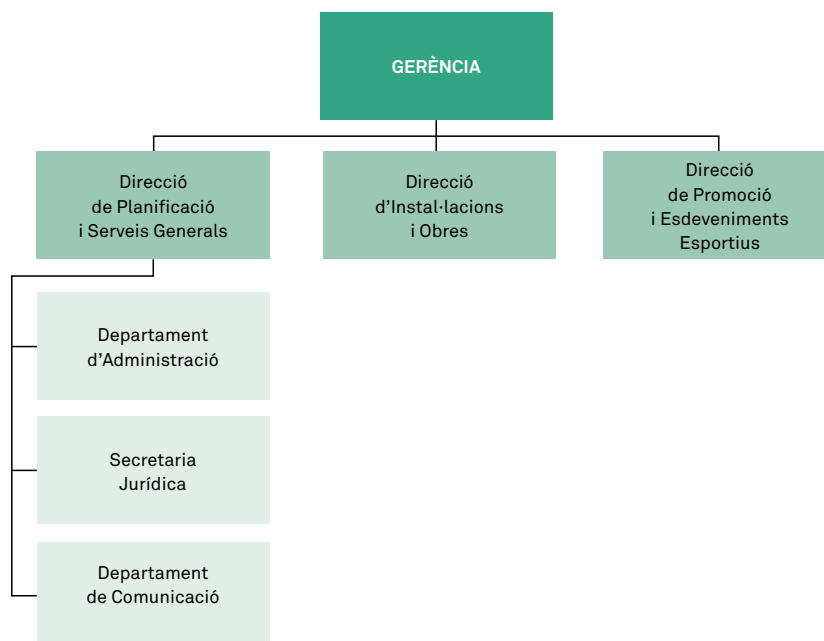 GERÈNCIA
Direcció
de Planificació
i Serveis Generals
Direcció
d’Instal·lacions
i Obres
Direcció
de Promoció
i Esdeveniments
Esportius
Departament
d’Administració
Secretaria
Jurídica
Departament
de Comunicació